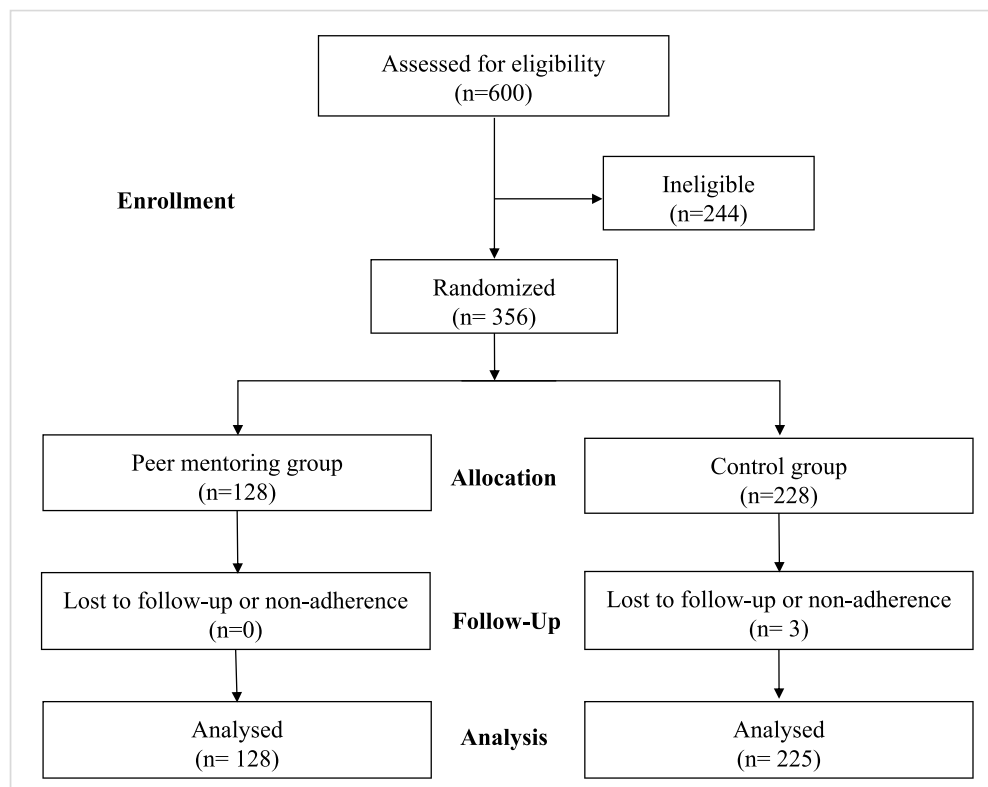 Assessed for eligibility
(n=600)
Enrollment
Ineligible
(n=244)
Randomized
(n= 356)
Peer mentoring group
(n=128)
Allocation
Control group
(n=228)
Lost to follow-up or non-adherence
(n=0)
Follow-Up
Lost to follow-up or non-adherence
(n= 3)
Analysed
(n= 128)
Analysis
Analysed
(n= 225)